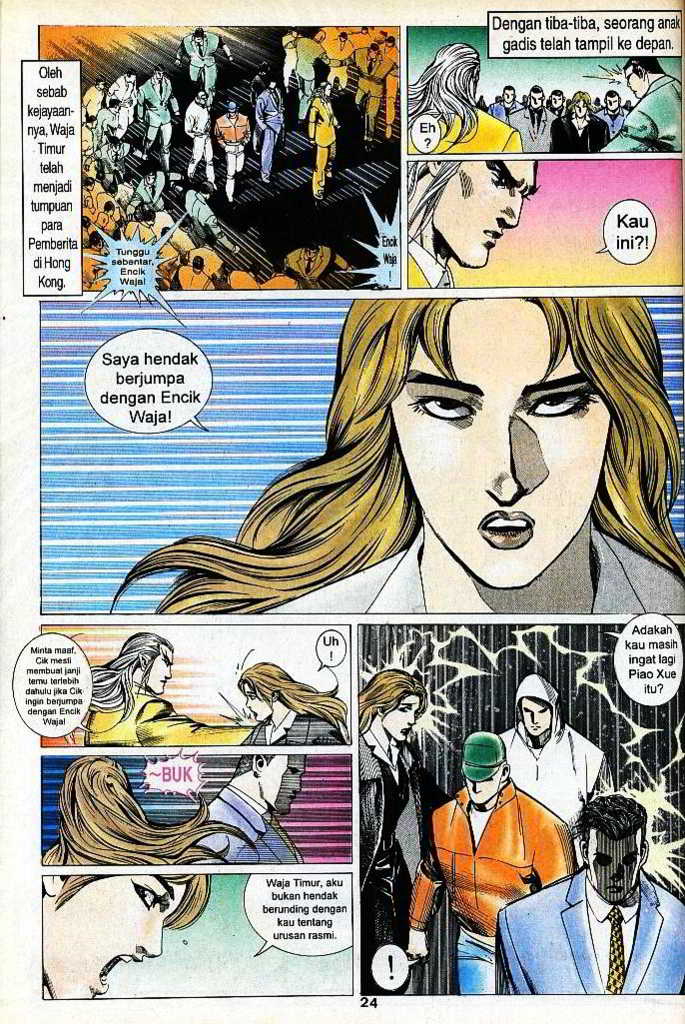 Oleh
sebab
kejayaan-
nya, Waja
Timur
telah
menjadi
tumpuan
para
Pemberita
di Hong
Kong.
Tunggu
sebentar,
Encik
Waja!
Encik
Waja
!
Dengan tiba-tiba, seorang anak
gadis telah tampil ke depan.
Eh
?
Kau
ini?!
Saya hendak
berjumpa
dengan Encik
Waja!
Minta maaf,
Cik mesti
membuat janji
temu terlebih
dahulu jika Cik
ingin berjumpa
dengan Encik
Waja!
Uh
!
~BUK
Waja Timur, aku
bukan hendak
berunding dengan
kau tentang
urusan rasmi.
Adakah
kau masih
ingat lagi
Piao Xue
itu?
!
24